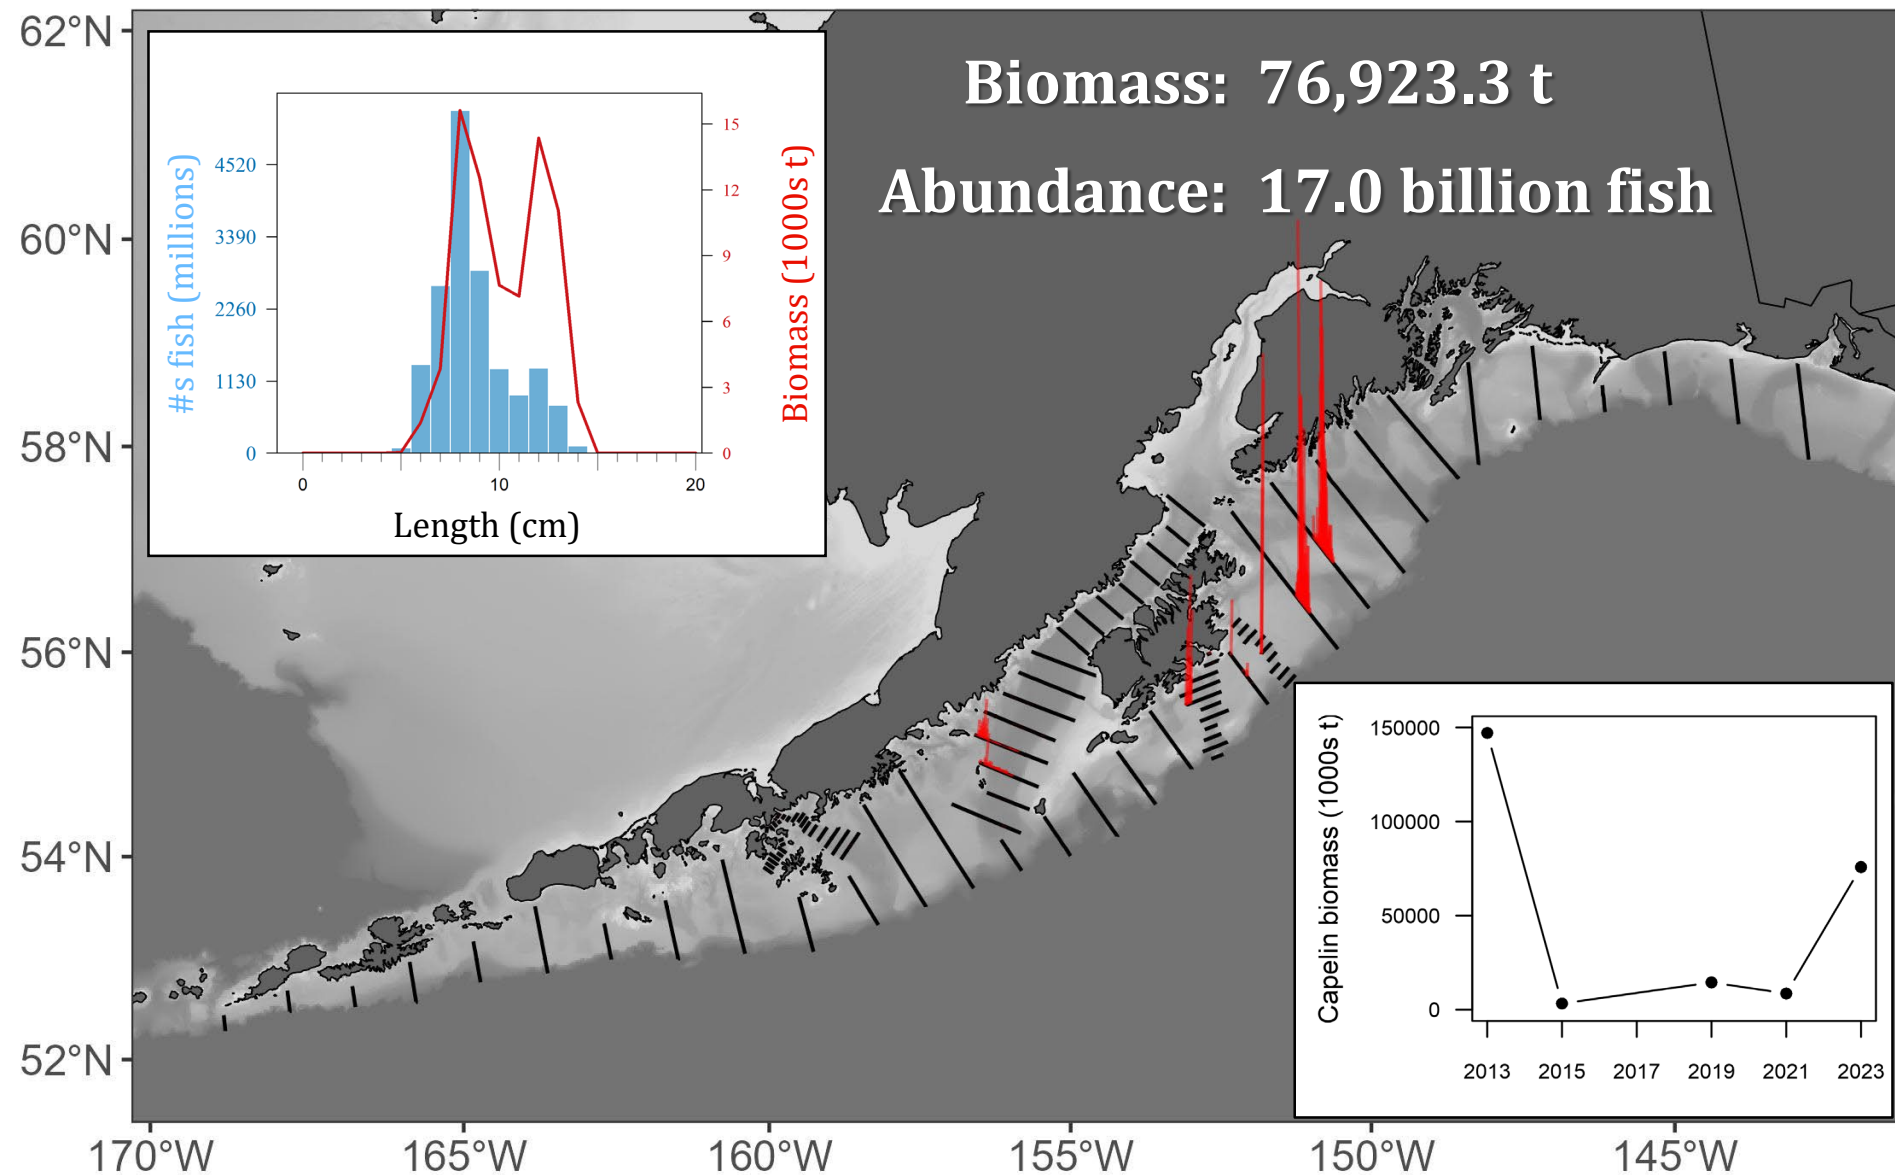 Biomass: 76,923.3 t
Abundance: 17.0 billion fish
62°N
60°N
58°N
56°N
54°N
52°N
170°W
165°W
160°W
155°W
150°W
145°W
#s fish (millions)
4520
3390
2260
1130
0
15
12
9
6
3
0
Biomass (1000s t)
0
10
20
Length (cm)
Capelin biomass (1000s t)
150000
100000
50000
0
2013
2015
2017
2019
2021
2023